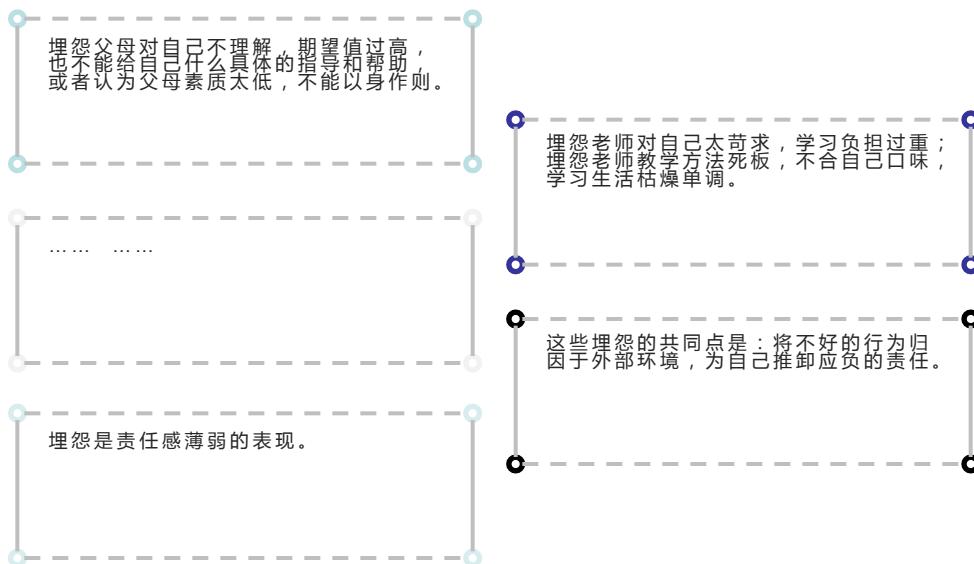 埋怨父母对自己不理解，期望值过高，
也不能给自己什么具体的指导和帮助，
或者认为父母素质太低，不能以身作则。
埋怨老师对自己太苛求，学习负担过重；
埋怨老师教学方法死板，不合自己口味，
学习生活枯燥单调。
…… ……
这些埋怨的共同点是：将不好的行为归
因于外部环境，为自己推卸应负的责任。
埋怨是责任感薄弱的表现。